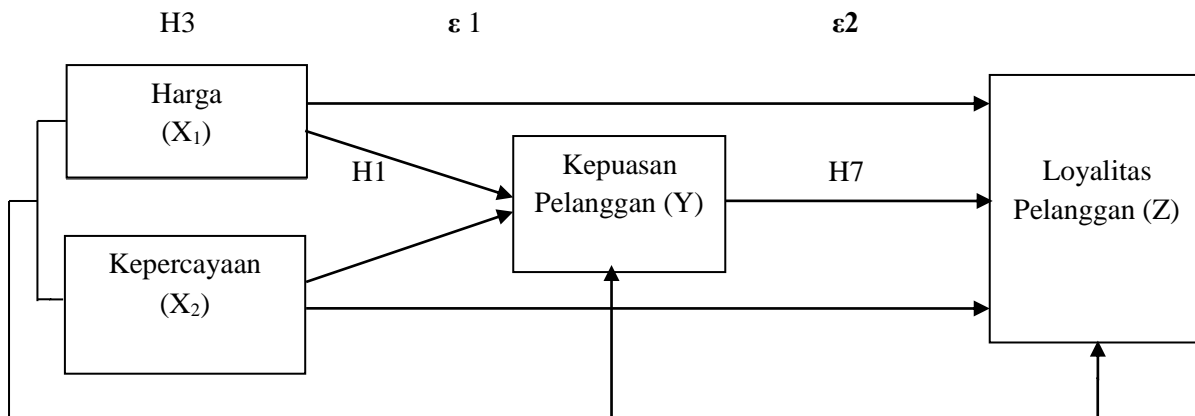 H3 ε 1 ε2
Harga
(X₁)
H1
Kepuasan
Pelanggan (Y)
H7
Loyalitas
Pelanggan (Z)
Kepercayaan
(X₂)